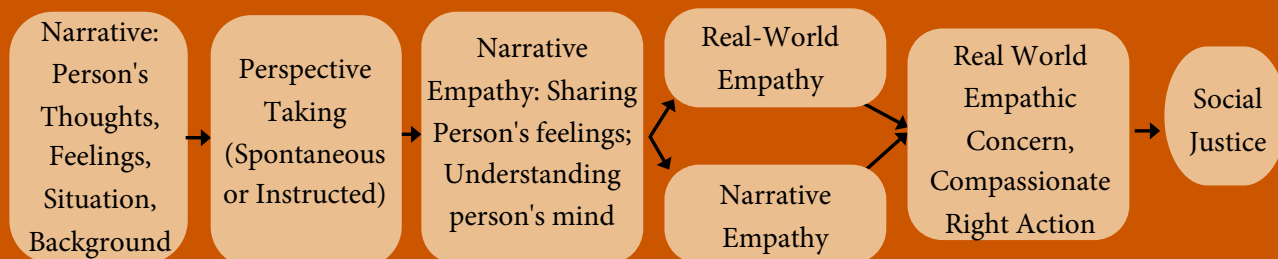 Narrative:
Person's
Thoughts,
Feelings,
Situation,
Background
Perspective
Taking
(Spontaneous
or Instructed)
Narrative
Empathy: Sharing
Person's feelings;
Understanding
person's mind
Real-World
Empathy
Narrative
Empathy
Real World
Empathic
Concern,
Compassionate
Right Action
Social
Justice